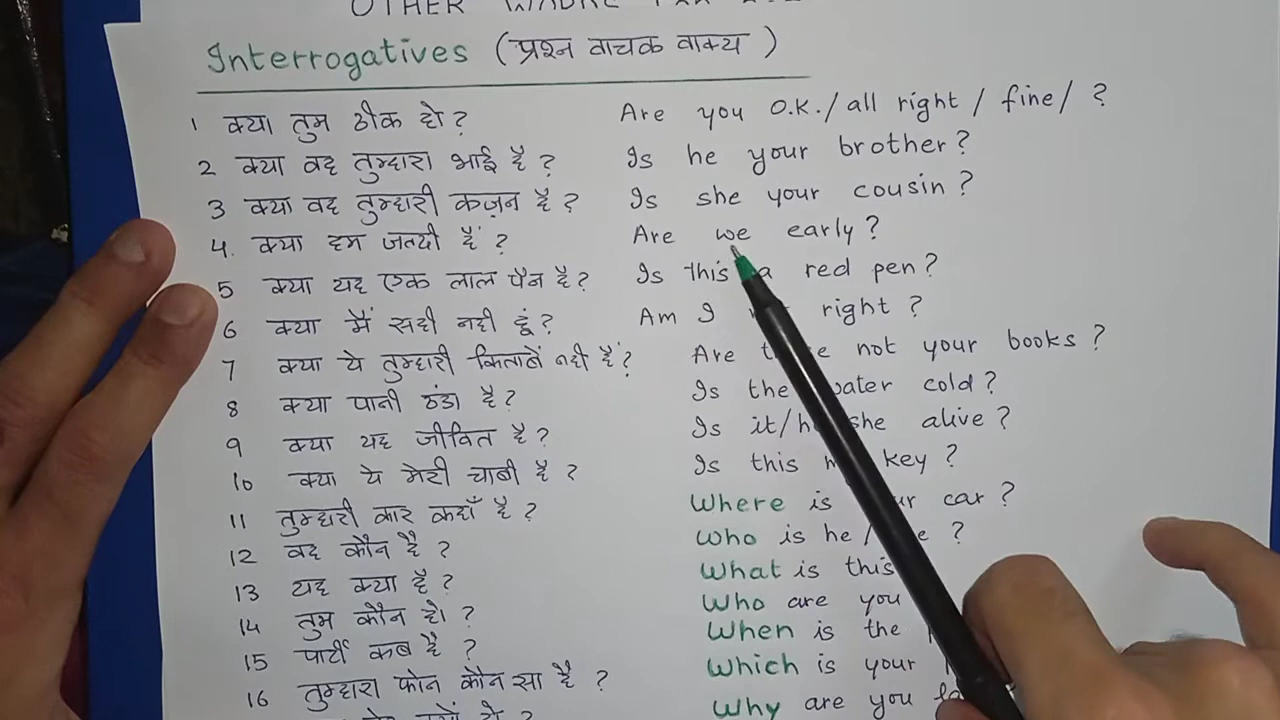 OTHER
Interrogatives (प्रश्न वाचक वाक्य)
1 क्या तुम ठीक हो? Are you O.K./all right / fine/ ?
2 क्या वह तुम्हारा भाई है? Is he your brother?
3 क्या वह तुम्हारी कज़न है? Is she your cousin?
4. क्या हम जल्दी हैं? Are we early?
5 क्या यह एक लाल पैन है? Is this a red pen?
6 क्या मैं सही नही हूं? Am I right?
7 क्या ये तुम्हारी किताबें नही हैं? Are not your books?
8 क्या पानी ठंडा है? Is the water cold?
9 क्या यह जीवित है? Is it/he/she alive?
10 क्या ये मेरी चाबी है? Is this key?
11 तुम्हारी कार कहाँ है? Where is car?
12 वह कौन है? Who is he / ?
13 यह क्या है? What is this
14 तुम कौन हो? Who are you
15 पार्टी कब है? When is the
16 तुम्हारा फोन कौन सा है? Which is your
Why are you